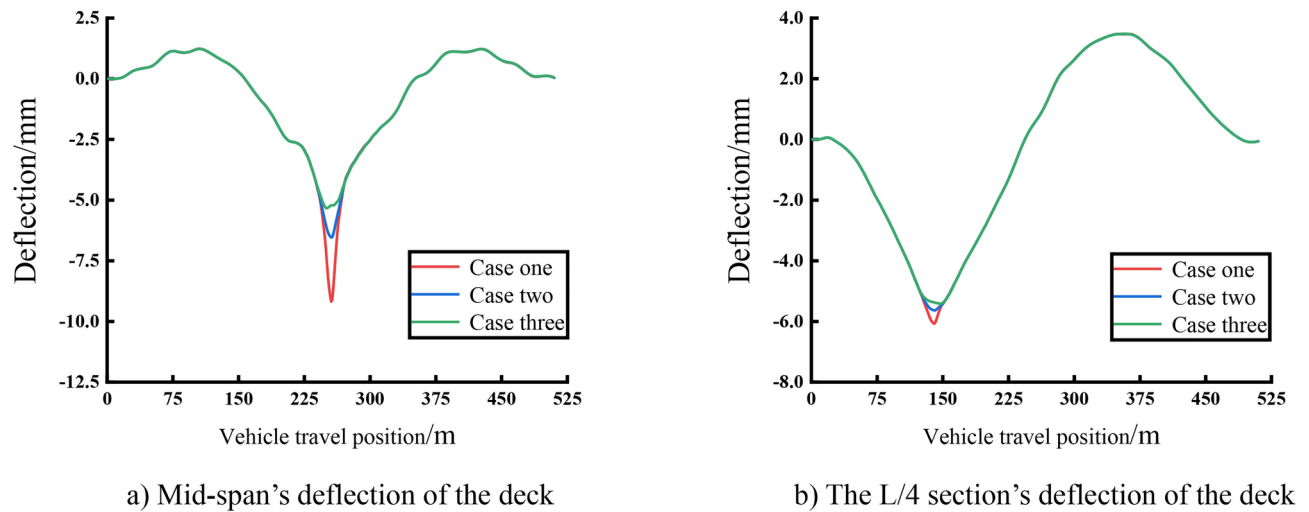 2.5
0.0
-2.5
-5.0
-7.5
-10.0
-12.5
Deflection/mm
Case one
Case two
Case three
0 75 150 225 300 375 450 525
Vehicle travel position/m
a) Mid-span's deflection of the deck
4.0
2.0
0.0
-2.0
-4.0
-6.0
-8.0
Deflection/mm
Case one
Case two
Case three
0 75 150 225 300 375 450 525
Vehicle travel position/m
b) The L/4 section's deflection of the deck